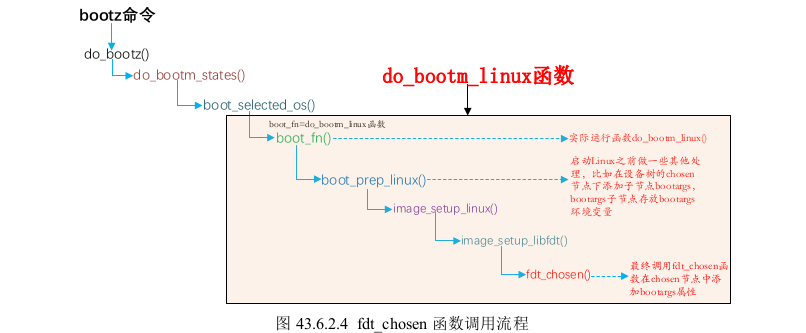 bootz命令
do_bootz()
do_bootm_states()
do_bootm_linux函数
boot_selected_os()
boot_fn=do_bootm_linux函数
boot_fn()
实际运行函数do_bootm_linux()
启动Linux之前做一些其他处
理，比如在设备树的chosen
节点下添加子节点bootargs，
bootargs子节点存放bootargs
环境变量
boot_prep_linux()
image_setup_linux()
image_setup_libfdt()
fdt_chosen()
最终调用fdt_chosen函
数在chosen节点中添
加bootargs属性
图 43.6.2.4 fdt_chosen 函数调用流程